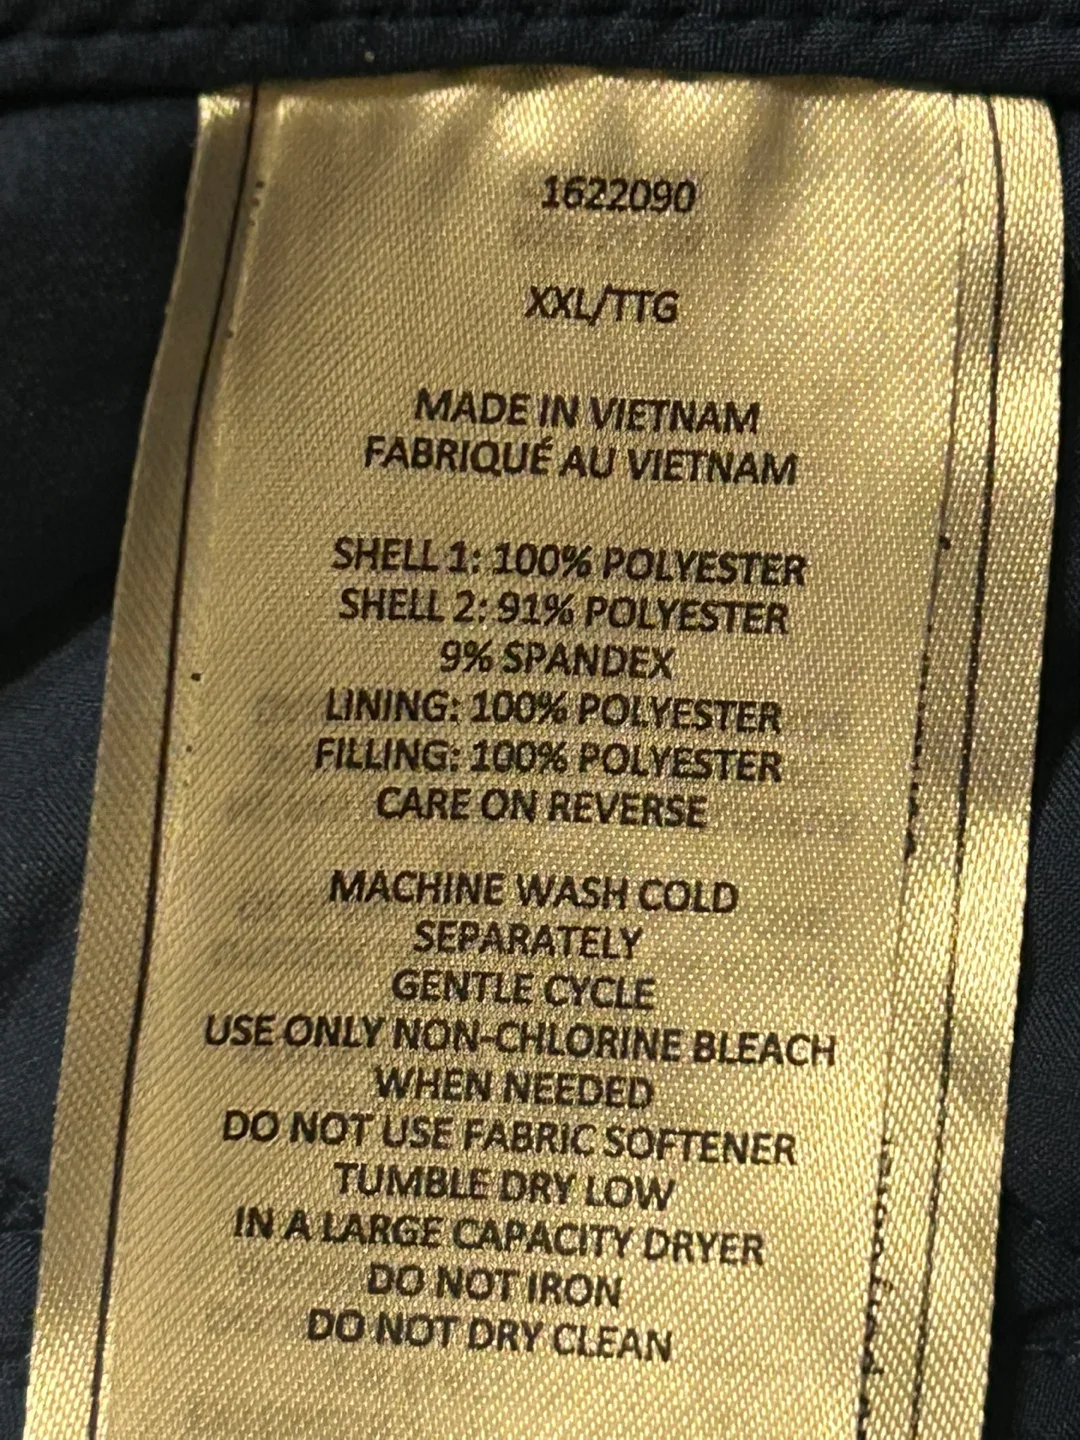 1622090
XXL/TTG
MADE IN VIETNAM
FABRIQUÉ AU VIETNAM
SHELL 1: 100% POLYESTER
SHELL 2: 91% POLYESTER
9% SPANDEX
LINING: 100% POLYESTER
FILLING: 100% POLYESTER
CARE ON REVERSE
MACHINE WASH COLD
SEPARATELY
GENTLE CYCLE
USE ONLY NON-CHLORINE BLEACH
WHEN NEEDED
DO NOT USE FABRIC SOFTENER
TUMBLE DRY LOW
IN A LARGE CAPACITY DRYER
DO NOT IRON
DO NOT DRY CLEAN